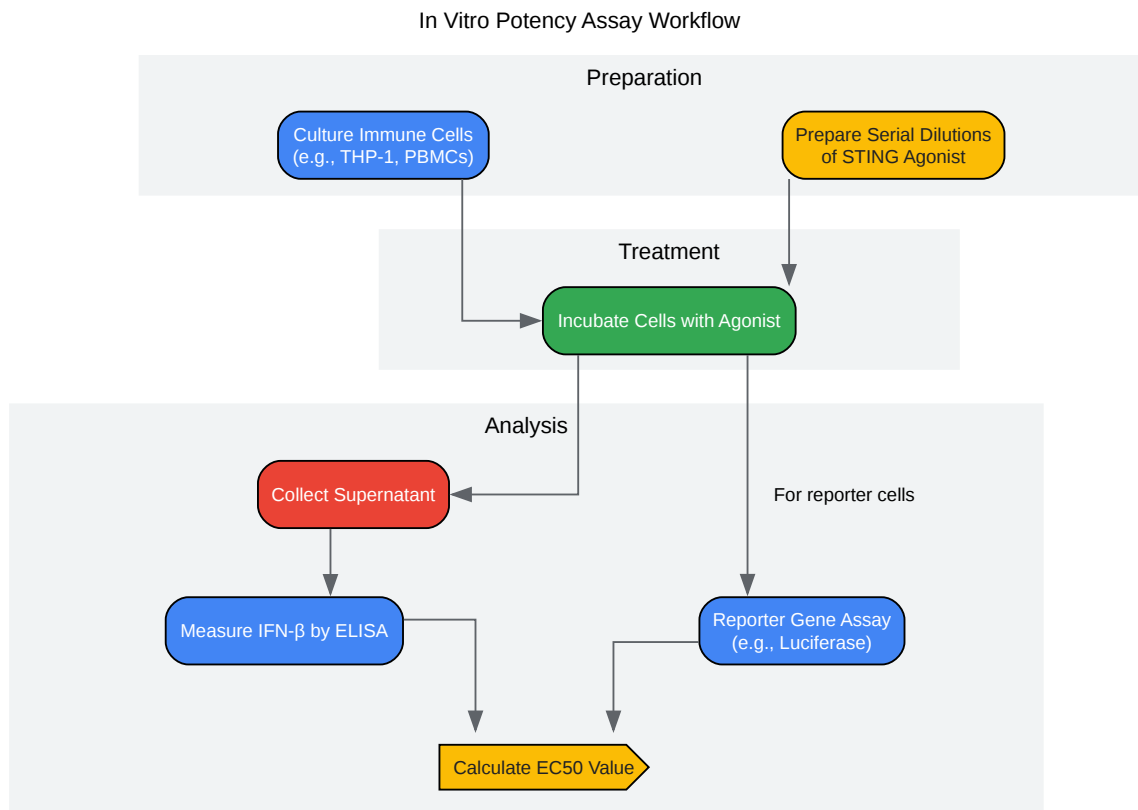 In Vitro Potency Assay Workflow
Preparation
Culture Immune Cells
(e.g., THP-1, PBMCs)
Prepare Serial Dilutions
of STING Agonist
Treatment
Incubate Cells with Agonist
Analysis
Collect Supernatant
For reporter cells
Measure IFN-β by ELISA
Reporter Gene Assay
(e.g., Luciferase)
Calculate EC50 Value